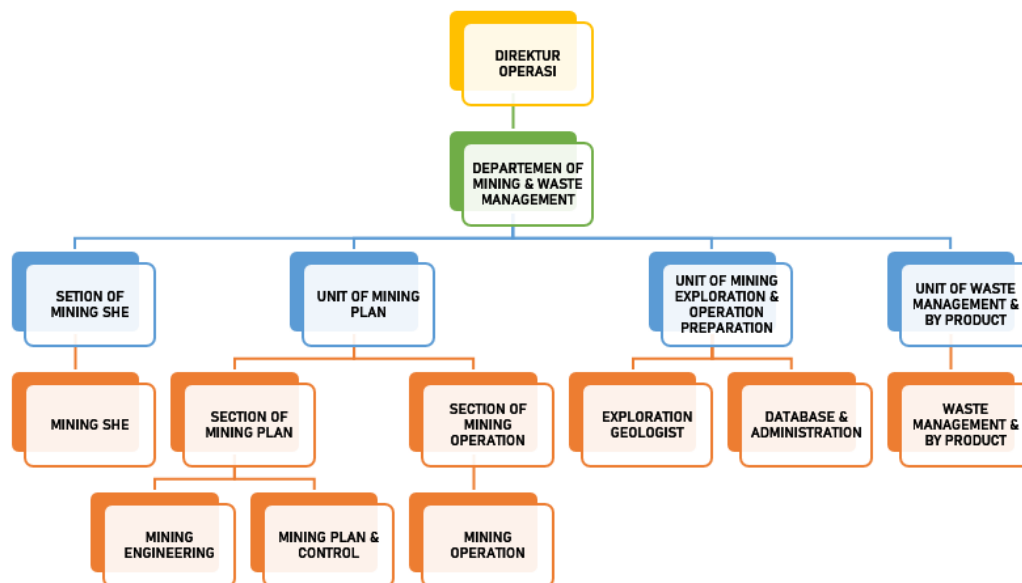 DIREKTUR
OPERASI
DEPARTEMEN OF
MINING & WASTE
MANAGEMENT
SETION OF
MINING SHE
UNIT OF MINING
PLAN
UNIT OF MINING
EXPLORATION &
OPERATION
PREPARATION
UNIT OF WASTE
MANAGEMENT &
BY PRODUCT
MINING SHE
SECTION OF
MINING PLAN
SECTION OF
MINING
OPERATION
EXPLORATION
GEOLOGIST
DATABASE &
ADMINISTRATION
WASTE
MANAGEMENT &
BY PRODUCT
MINING
ENGINEERING
MINING PLAN &
CONTROL
MINING
OPERATION